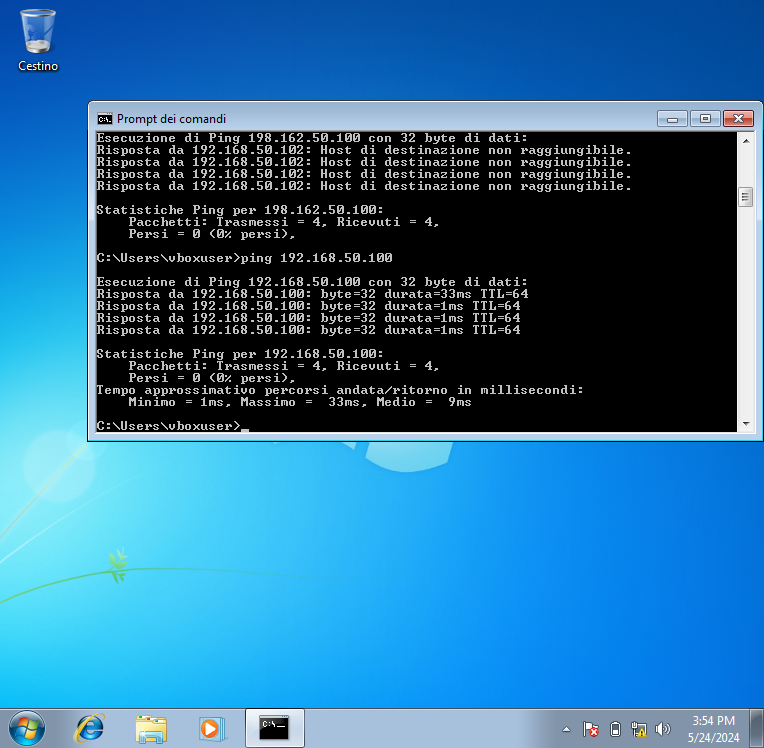 Cestino
Prompt dei comandi
Esecuzione di Ping 198.162.50.100 con 32 byte di dati:
Risposta da 192.168.50.102: Host di destinazione non raggiungibile.
Risposta da 192.168.50.102: Host di destinazione non raggiungibile.
Risposta da 192.168.50.102: Host di destinazione non raggiungibile.
Risposta da 192.168.50.102: Host di destinazione non raggiungibile.
Statistiche Ping per 198.162.50.100:
Pacchetti: Trasmessi = 4, Ricevuti = 4,
Persi = 0 (0% persi),
C:\Users\vboxuser>ping 192.168.50.100
Esecuzione di Ping 192.168.50.100 con 32 byte di dati:
Risposta da 192.168.50.100: byte=32 durata=33ms TTL=64
Risposta da 192.168.50.100: byte=32 durata=1ms TTL=64
Risposta da 192.168.50.100: byte=32 durata=1ms TTL=64
Risposta da 192.168.50.100: byte=32 durata=1ms TTL=64
Statistiche Ping per 192.168.50.100:
Pacchetti: Trasmessi = 4, Ricevuti = 4,
Persi = 0 (0% persi),
Tempo approssimativo percorsi andata/ritorno in millisecondi:
Minimo = 1ms, Massimo =  33ms, Medio =  9ms
C:\Users\vboxuser>_
3:54 PM
5/24/2024